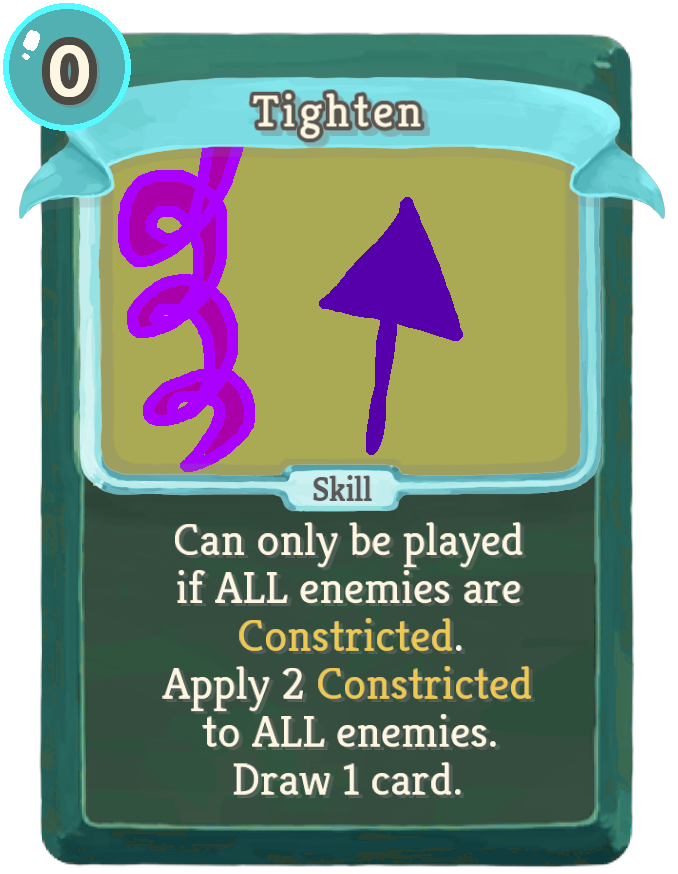 0
Tighten
Skill
Can only be played
if ALL enemies are
Constricted.
Apply 2 Constricted
to ALL enemies.
Draw 1 card.